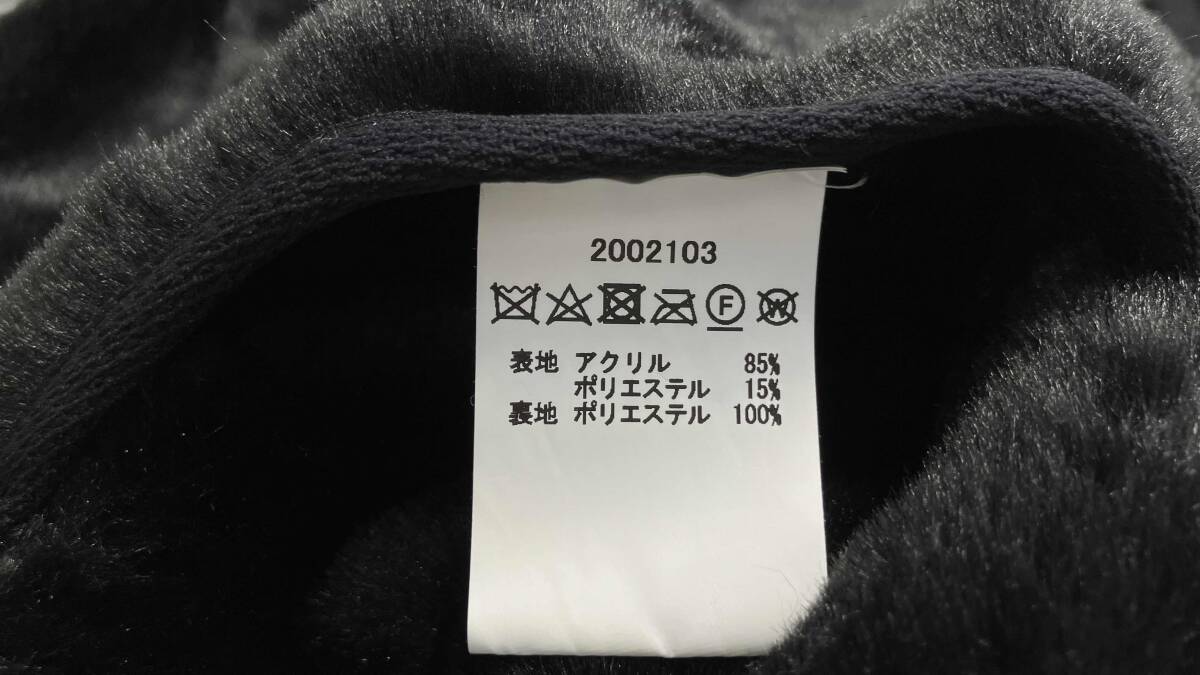 2002103
F W
表地 アクリル 85%
ポリエステル 15%
裏地 ポリエステル 100%